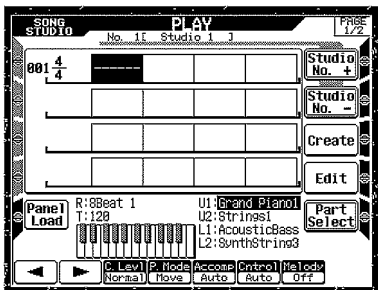 SONG STUDIO PLAY PAGE 1/2
No. 1[ Studio 1 ]
001 4/4
Studio No. +
Studio No. -
Create
Edit
Panel Load
R:8Beat 1
T:120
U1:Grand Piano1
U2:Strings1
L1:AcousticBass
L2:SynthString3
Part Select
C. Levl P. Mode Accomp Cntrol Melody
Normal Move Auto Auto Off